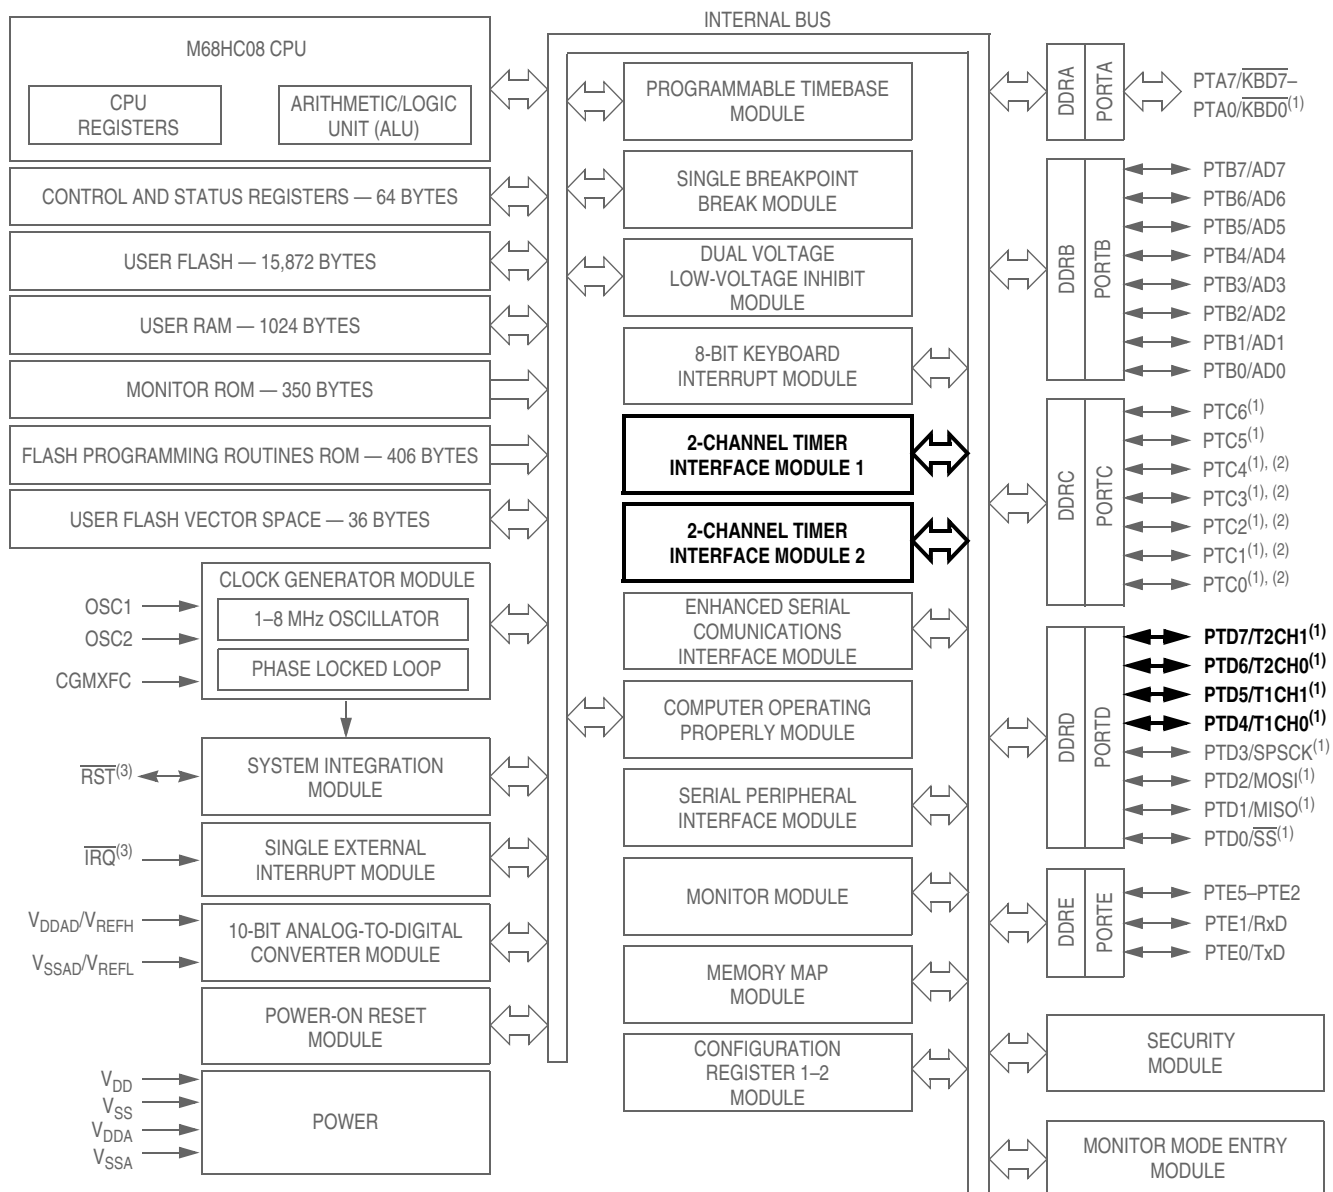 INTERNAL BUS
M68HC08 CPU
CPU
REGISTERS
ARITHMETIC/LOGIC
UNIT (ALU)
CONTROL AND STATUS REGISTERS — 64 BYTES
USER FLASH — 15,872 BYTES
USER RAM — 1024 BYTES
MONITOR ROM — 350 BYTES
FLASH PROGRAMMING ROUTINES ROM — 406 BYTES
USER FLASH VECTOR SPACE — 36 BYTES
CLOCK GENERATOR MODULE
1–8 MHz OSCILLATOR
PHASE LOCKED LOOP
OSC1
OSC2
CGMXFC
SYSTEM INTEGRATION
MODULE
RST(3)
SINGLE EXTERNAL
INTERRUPT MODULE
IRQ(3)
10-BIT ANALOG-TO-DIGITAL
CONVERTER MODULE
VDDAD/VREFH
VSSAD/VREFL
POWER-ON RESET
MODULE
POWER
VDD
VSS
VDDA
VSSA
PROGRAMMABLE TIMEBASE
MODULE
SINGLE BREAKPOINT
BREAK MODULE
DUAL VOLTAGE
LOW-VOLTAGE INHIBIT
MODULE
8-BIT KEYBOARD
INTERRUPT MODULE
2-CHANNEL TIMER
INTERFACE MODULE 1
2-CHANNEL TIMER
INTERFACE MODULE 2
ENHANCED SERIAL
COMUNICATIONS
INTERFACE MODULE
COMPUTER OPERATING
PROPERLY MODULE
SERIAL PERIPHERAL
INTERFACE MODULE
MONITOR MODULE
MEMORY MAP
MODULE
CONFIGURATION
REGISTER 1–2
MODULE
DDRA
PORTA
PTA7/KBD7–
PTA0/KBD0(1)
DDRB
PORTB
PTB7/AD7
PTB6/AD6
PTB5/AD5
PTB4/AD4
PTB3/AD3
PTB2/AD2
PTB1/AD1
PTB0/AD0
DDRC
PORTC
PTC6(1)
PTC5(1)
PTC4(1), (2)
PTC3(1), (2)
PTC2(1), (2)
PTC1(1), (2)
PTC0(1), (2)
DDRD
PORTD
PTD7/T2CH1(1)
PTD6/T2CH0(1)
PTD5/T1CH1(1)
PTD4/T1CH0(1)
PTD3/SPSCK(1)
PTD2/MOSI(1)
PTD1/MISO(1)
PTD0/SS(1)
DDRE
PORTE
PTE5–PTE2
PTE1/RxD
PTE0/TxD
SECURITY
MODULE
MONITOR MODE ENTRY
MODULE